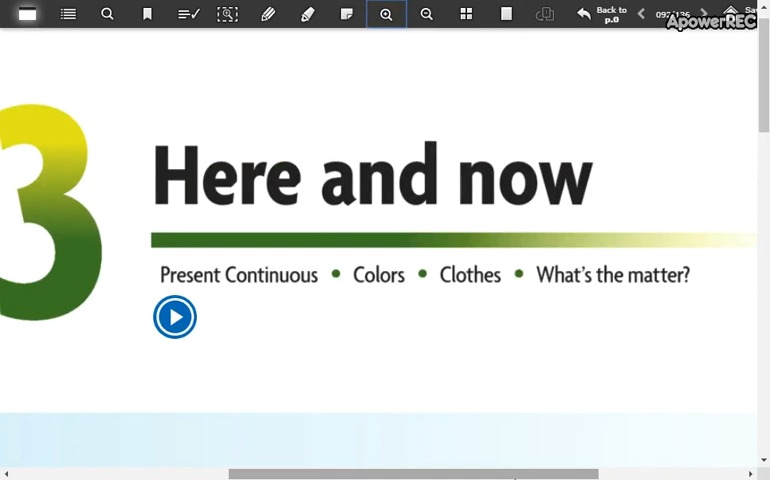 Back to
p.0
ApowerREC
3
Here and now
Present Continuous • Colors • Clothes • What's the matter?